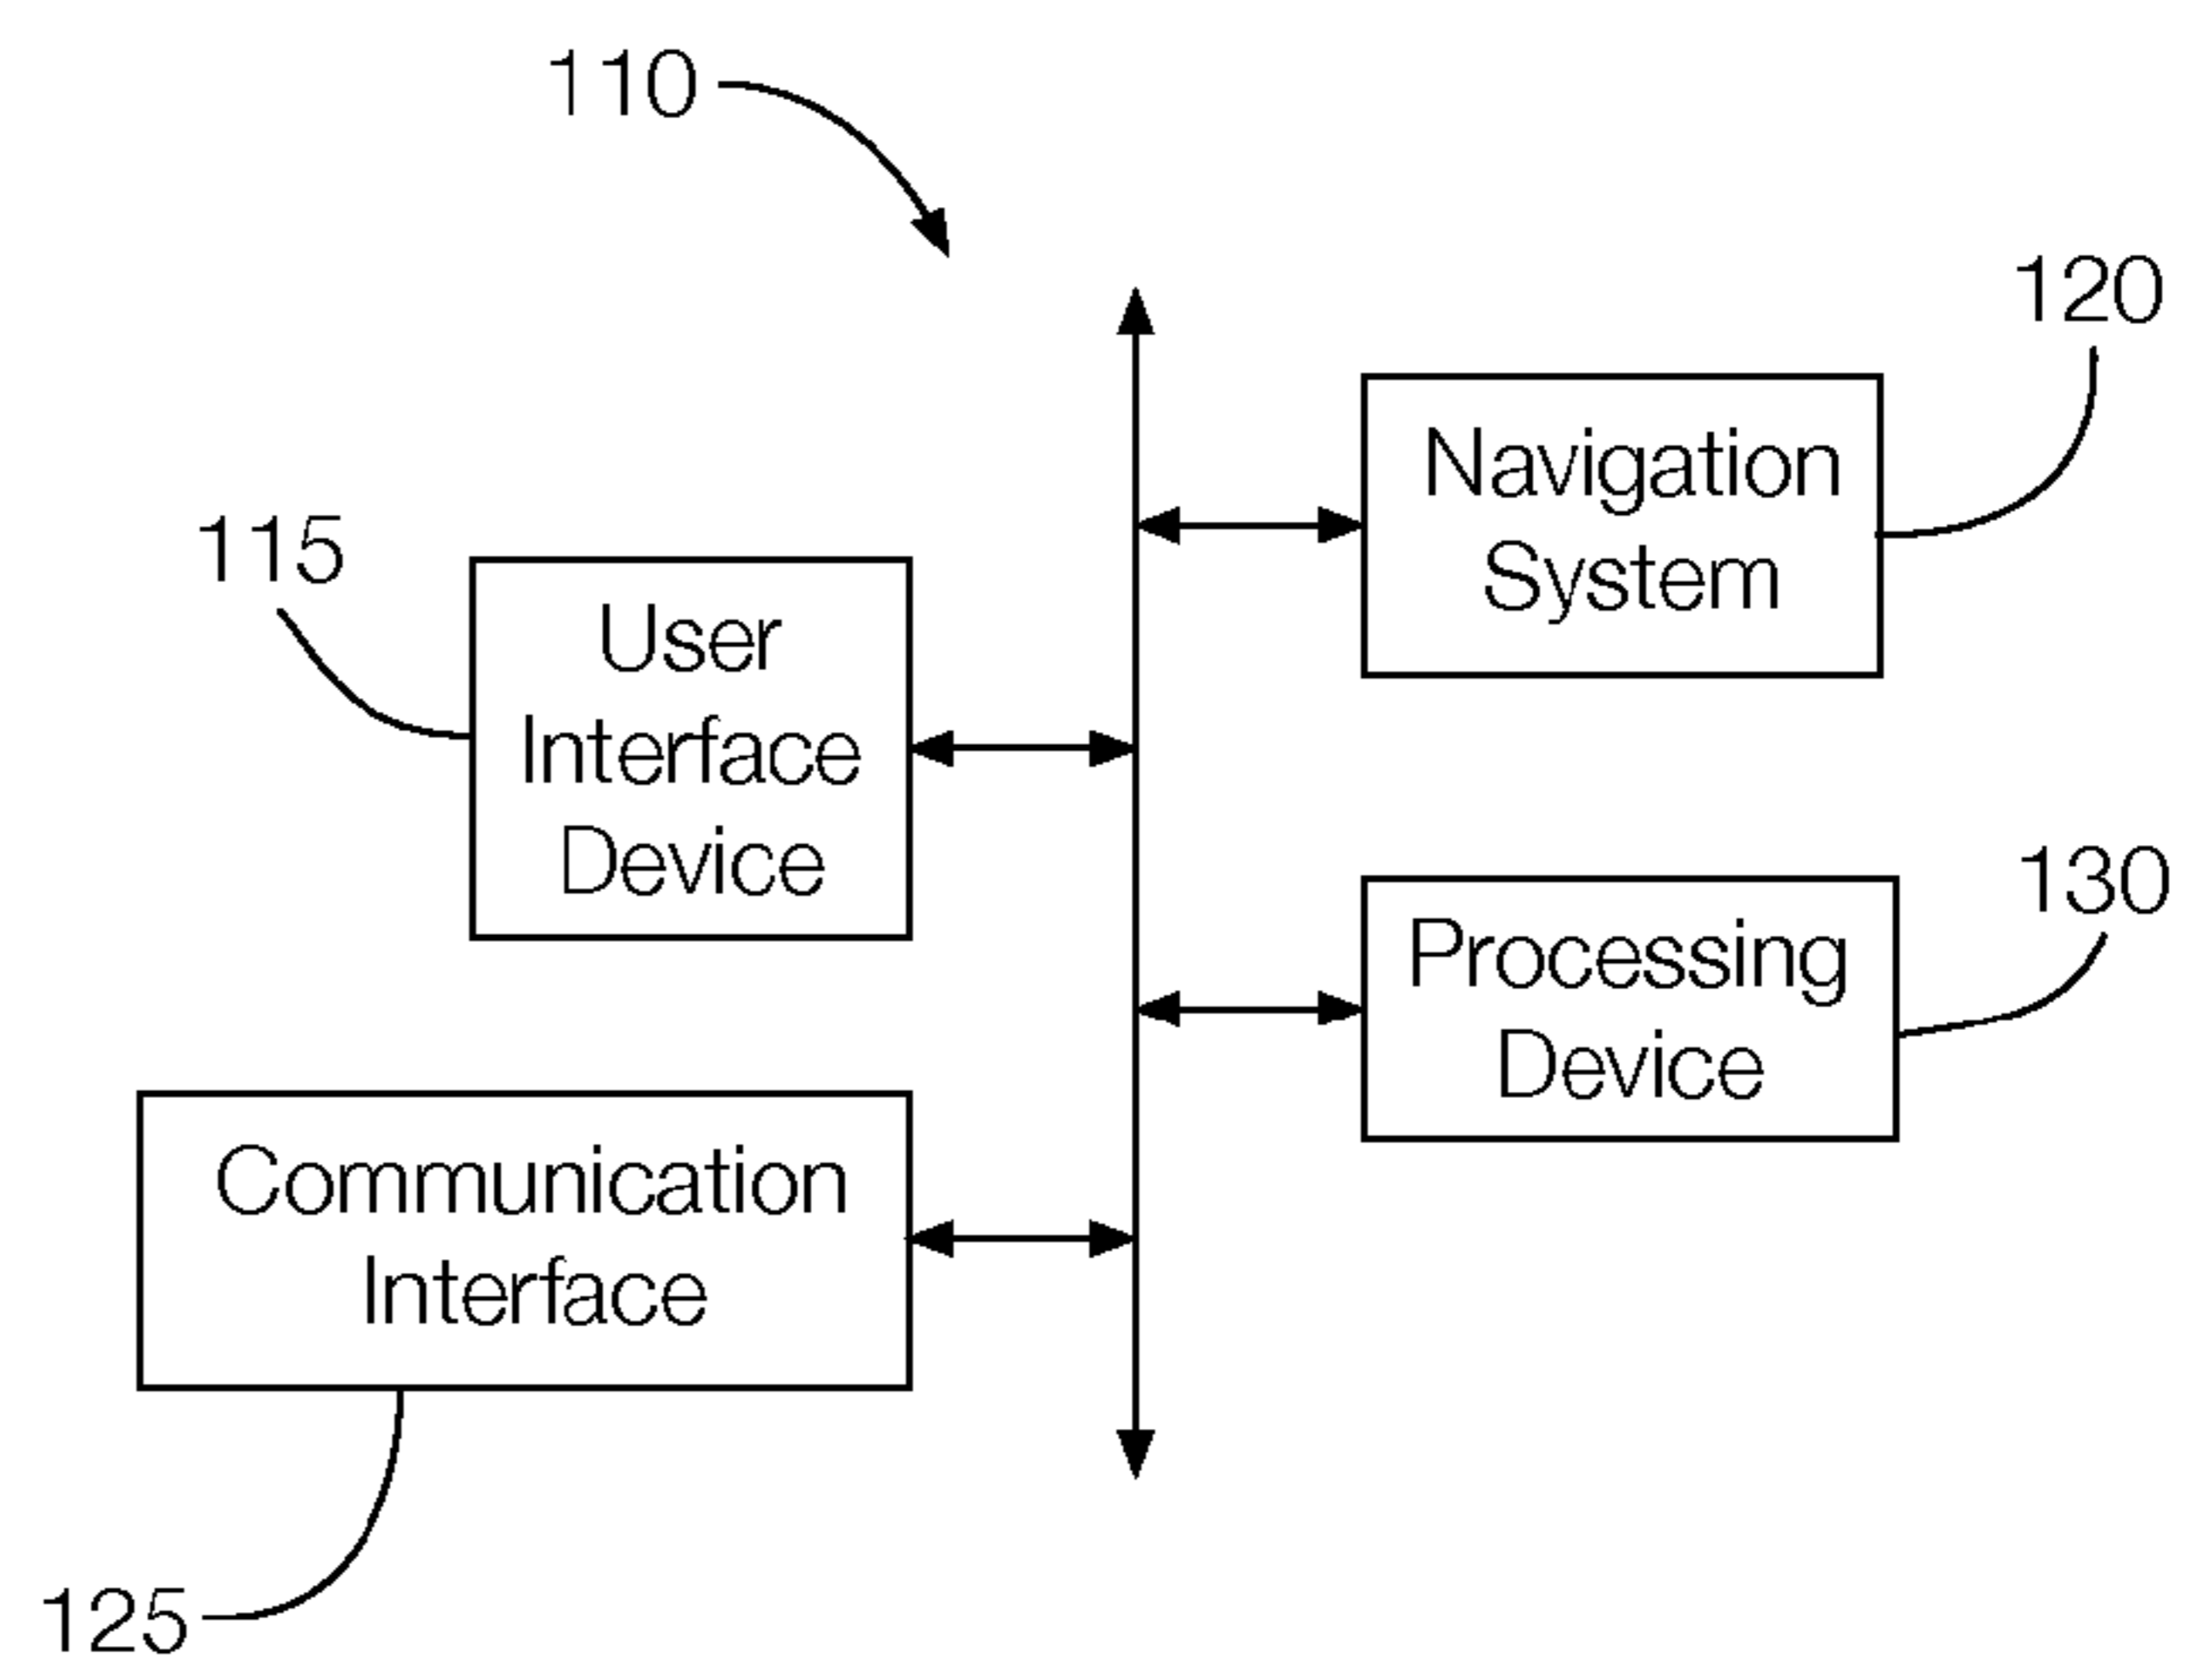 110
120
Navigation
System
115
User
Interface
Device
130
Processing
Device
Communication
Interface
125